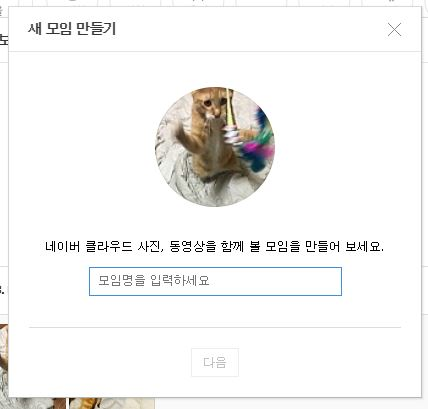 새 모임 만들기
네이버 클라우드 사진, 동영상을 함께 볼 모임을 만들어 보세요.
모임명을 입력하세요
다음